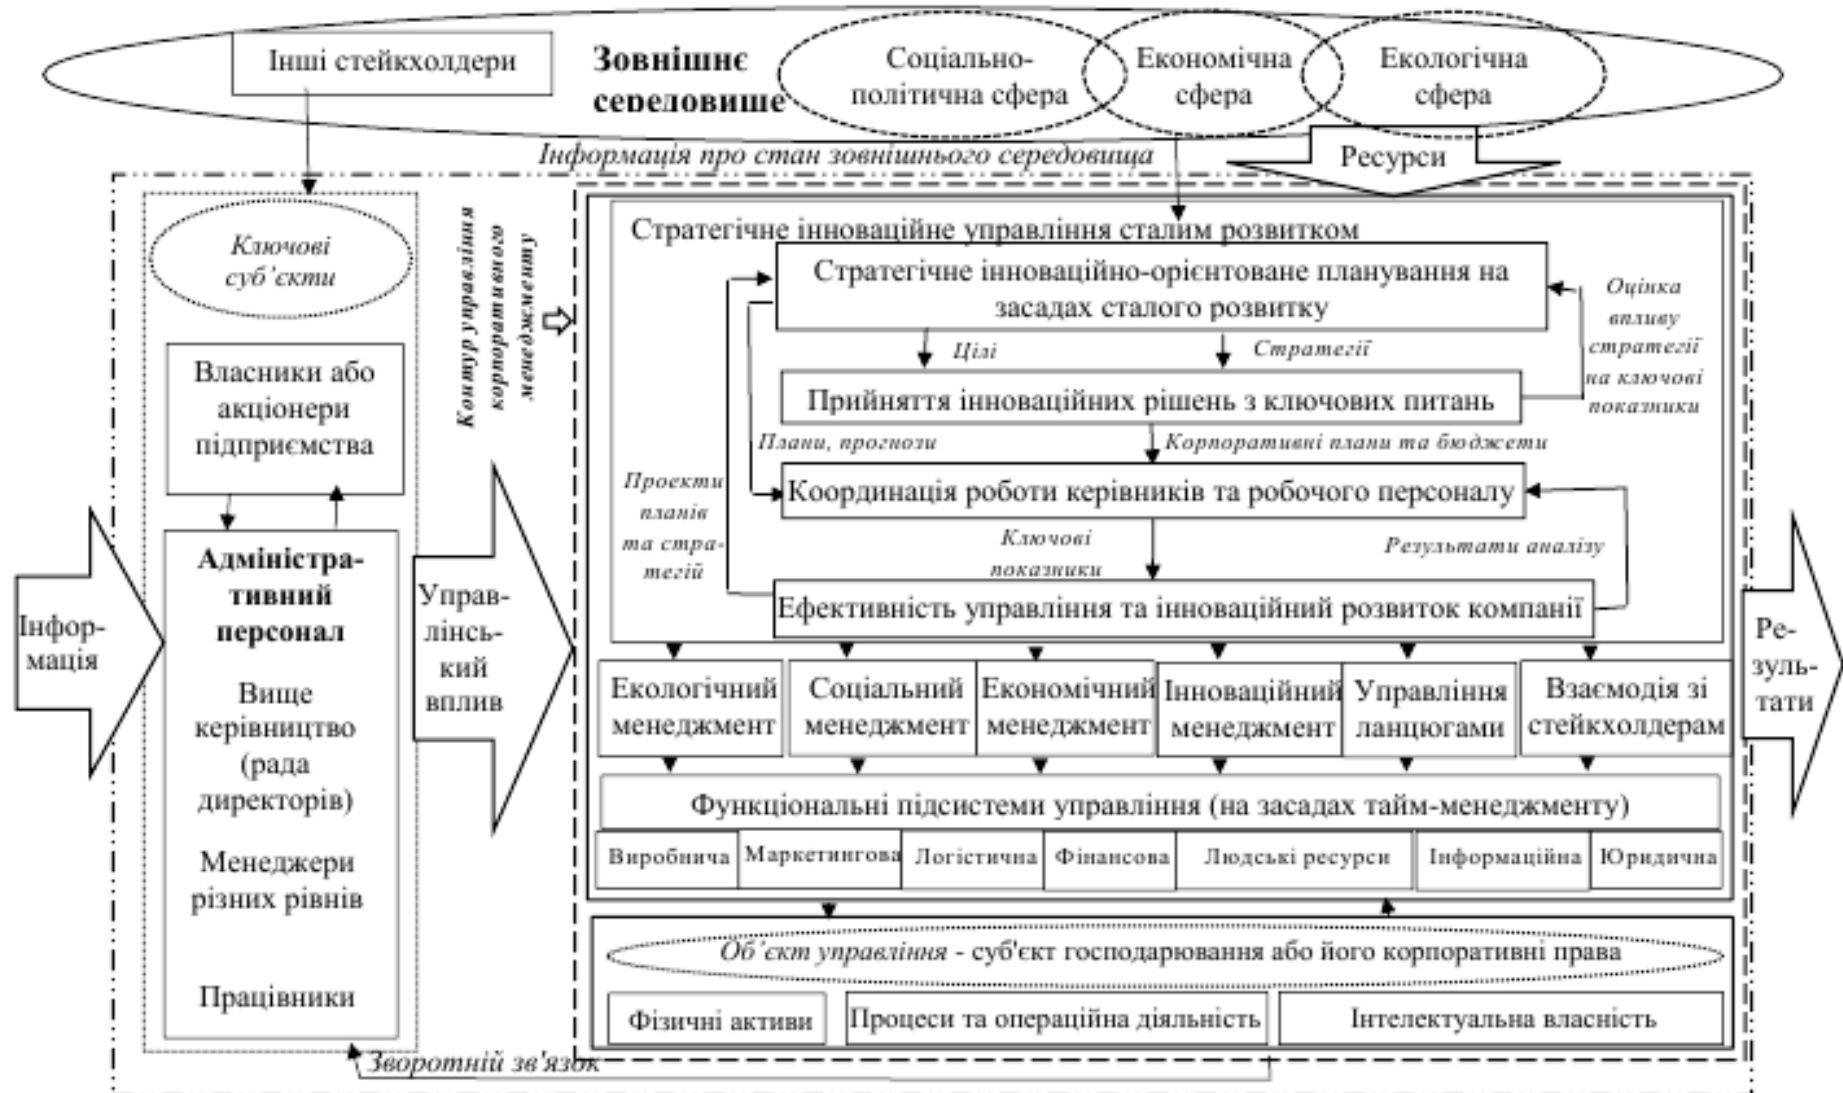 Інші стейкхолдери
Зовнішнє
середовище
Соціально-
політична сфера
Економічна
сфера
Екологічна
сфера
Інформація про стан зовнішнього середовища
Ресурси
Ключові
суб’єкти
Власники або
акціонери
підприємства
Адміністра-
тивний
персонал
Вище
керівництво
(рада
директорів)
Менеджери
різних рівнів
Працівники
Інфор-
мація
Управ-
лінсь-
кий
вплив
Контур управління
корпоративного
менеджменту
Стратегічне інноваційне управління сталим розвитком
Стратегічне інноваційно-орієнтоване планування на
засадах сталого розвитку
Оцінка
впливу
стратегії
на ключові
показники
Цілі
Стратегії
Прийняття інноваційних рішень з ключових питань
Плани, прогнози
Корпоративні плани та бюджети
Проекти
планів
та стра-
тегій
Координація роботи керівників та робочого персоналу
Ключові
показники
Результати аналізу
Ефективність управління та інноваційний розвиток компанії
Екологічний
менеджмент
Соціальний
менеджмент
Економічний
менеджмент
Інноваційний
менеджмент
Управління
ланцюгами
Взаємодія зі
стейкхолдерам
Функціональні підсистеми управління (на засадах тайм-менеджменту)
Виробнича
Маркетингова
Логістична
Фінансова
Людські ресурси
Інформаційна
Юридична
Об’єкт управління - суб'єкт господарювання або його корпоративні права
Фізичні активи
Процеси та операційна діяльність
Інтелектуальна власність
Зворотній зв'язок
Ре-
зуль-
тати